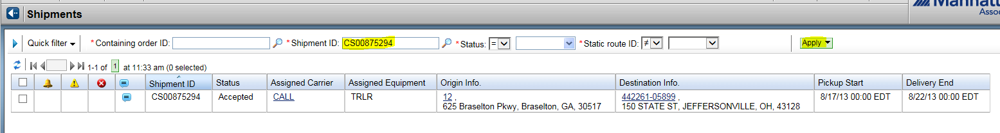 Shipments
Quick filter *Containing order ID: *Shipment ID: CS00875294 *Status: = *Static route ID: ≠ Apply
1-1 of 1 at 11:33 am (0 selected)
Shipment ID Status Assigned Carrier Assigned Equipment Origin Info. Destination Info. Pickup Start Delivery End
CS00875294 Accepted CALL TRLR 12 , 442261-05899 , 8/17/13 00:00 EDT 8/22/13 00:00 EDT
625 Braselton Pkwy, Braselton, GA, 30517 150 STATE ST, JEFFERSONVILLE, OH, 43128